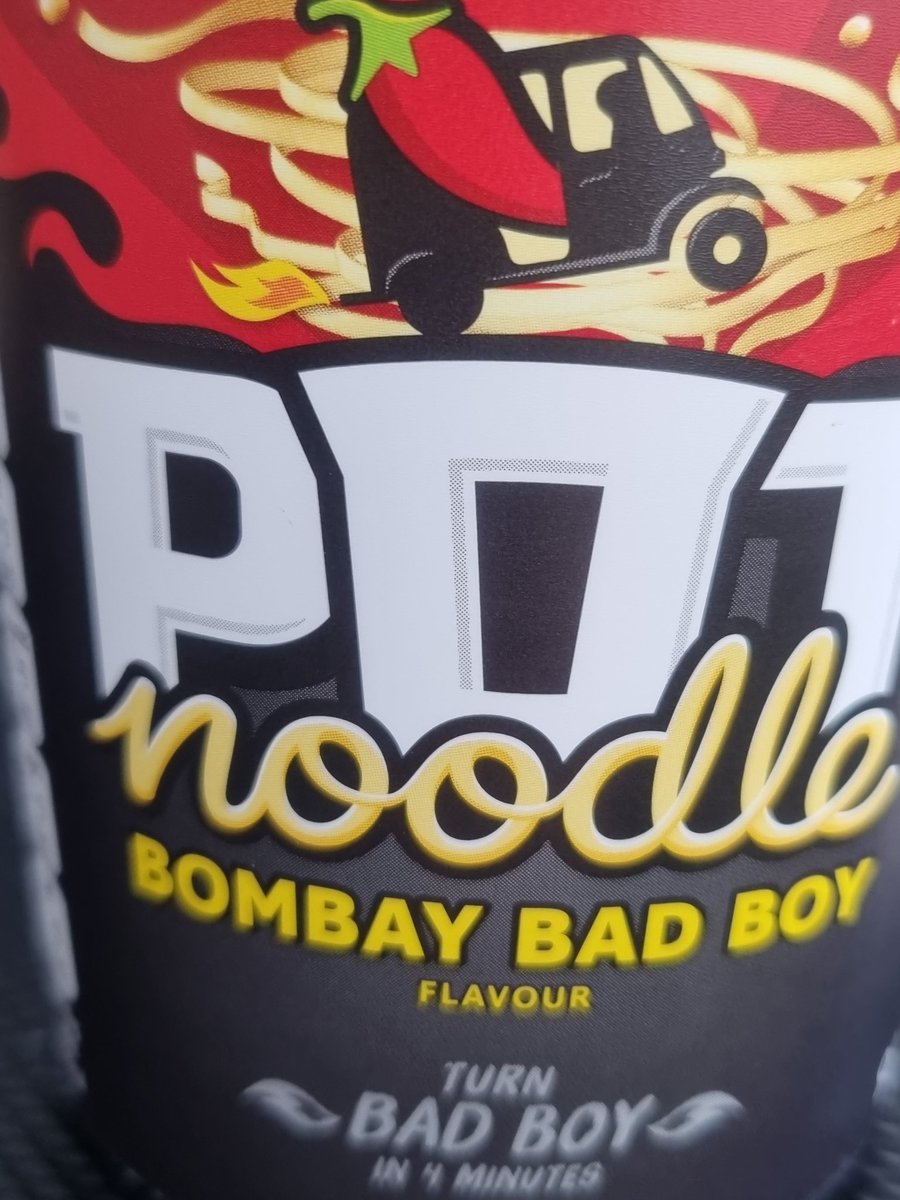 POT
noodle
BOMBAY BAD BOY
FLAVOUR
TURN
BAD BOY
IN 4 MINUTES